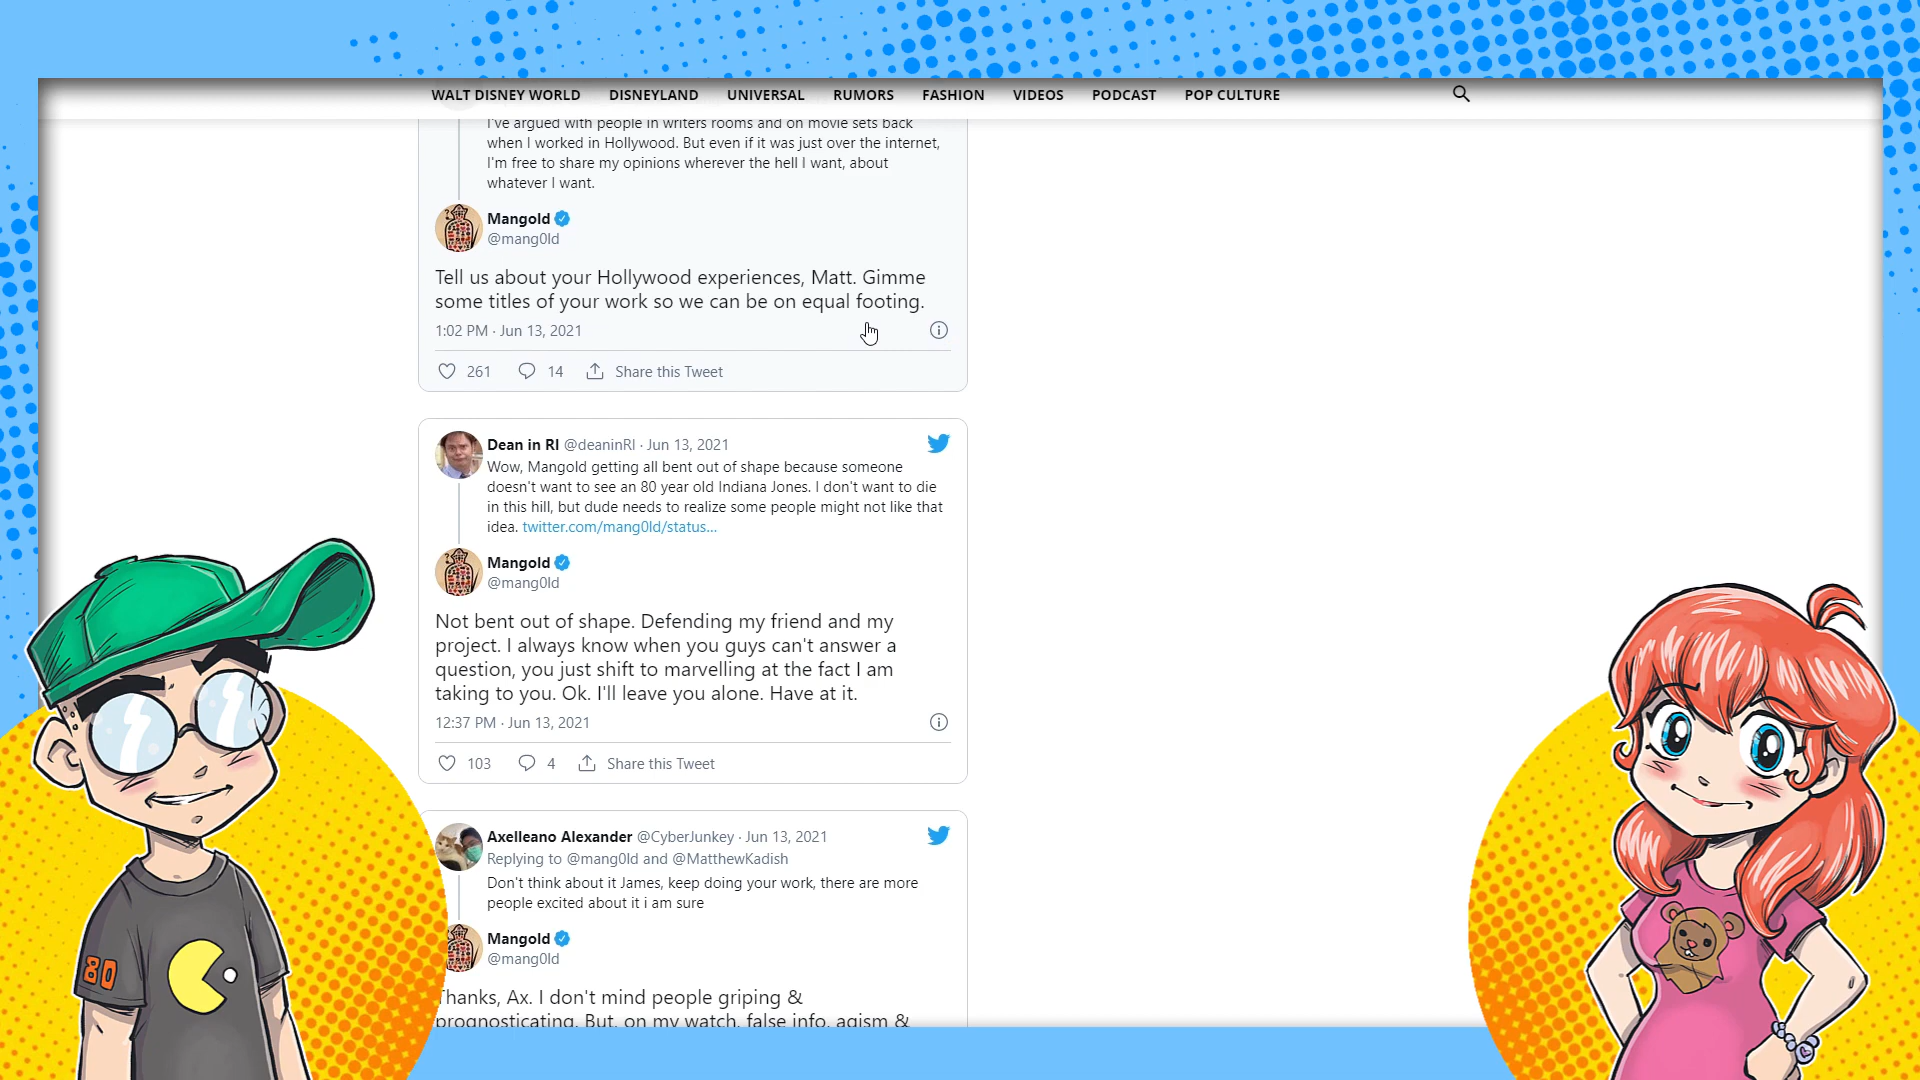 WALT DISNEY WORLD DISNEYLAND UNIVERSAL RUMORS FASHION VIDEOS PODCAST POP CULTURE
I've argued with people in writers rooms and on movie sets back
when I worked in Hollywood. But even if it was just over the internet,
I'm free to share my opinions wherever the hell I want, about
whatever I want.
Mangold
@mang0ld
Tell us about your Hollywood experiences, Matt. Gimme
some titles of your work so we can be on equal footing.
1:02 PM · Jun 13, 2021
261 14 Share this Tweet
Dean in RI @deaninRI · Jun 13, 2021
Wow, Mangold getting all bent out of shape because someone
doesn't want to see an 80 year old Indiana Jones. I don't want to die
in this hill, but dude needs to realize some people might not like that
idea. twitter.com/mang0ld/status...
Mangold
@mang0ld
Not bent out of shape. Defending my friend and my
project. I always know when you guys can't answer a
question, you just shift to marvelling at the fact I am
taking to you. Ok. I'll leave you alone. Have at it.
12:37 PM · Jun 13, 2021
103 4 Share this Tweet
Axelleano Alexander @CyberJunkey · Jun 13, 2021
Replying to @mang0ld and @MatthewKadish
Don't think about it James, keep doing your work, there are more
people excited about it i am sure
Mangold
@mang0ld
Thanks, Ax. I don't mind people griping &
prognosticating. But, on my watch, false info, agism &
80